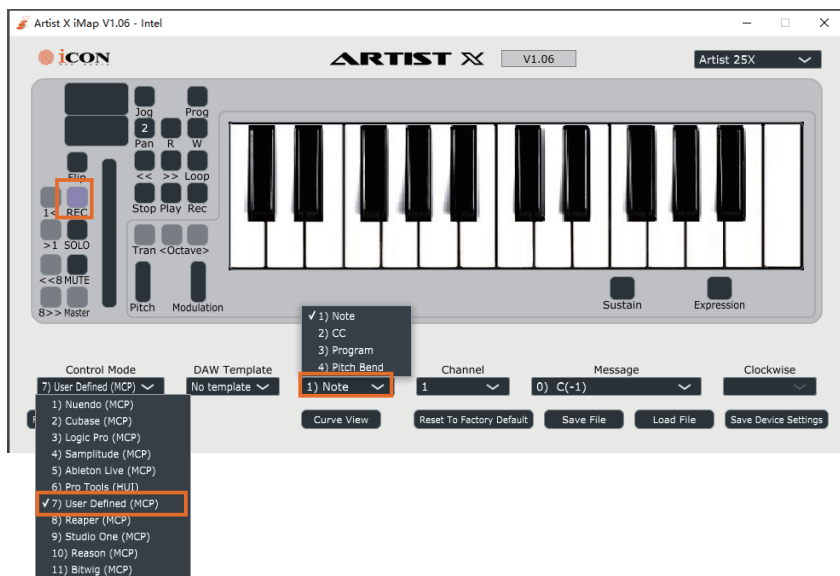 Artist X iMap V1.06 - Intel
iCON
ARTIST X
V1.06
Artist 25X
Jog
Prog
2
Pan R W
Flip
<< >> Loop
1< REC
Stop Play Rec
>1 SOLO
Tran <Octave>
<<8 MUTE
8>> Master
Pitch
Modulation
Sustain
Expression
✓ 1) Note
2) CC
3) Program
4) Pitch Bend
Control Mode
DAW Template
Channel
Message
Clockwise
7) User Defined (MCP)
No template
1) Note
1
0) C(-1)
Curve View
Reset To Factory Default
Save File
Load File
Save Device Settings
1) Nuendo (MCP)
2) Cubase (MCP)
3) Logic Pro (MCP)
4) Samplitude (MCP)
5) Ableton Live (MCP)
6) Pro Tools (HUI)
✓ 7) User Defined (MCP)
8) Reaper (MCP)
9) Studio One (MCP)
10) Reason (MCP)
11) Bitwig (MCP)